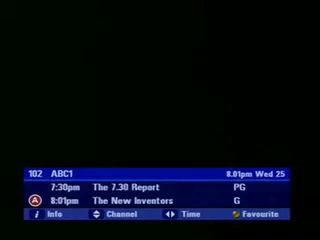 102 ABC1 8.01pm Wed 25
7:30pm The 7.30 Report PG
A 8:01pm The New Inventors G
i Info Channel Time Favourite